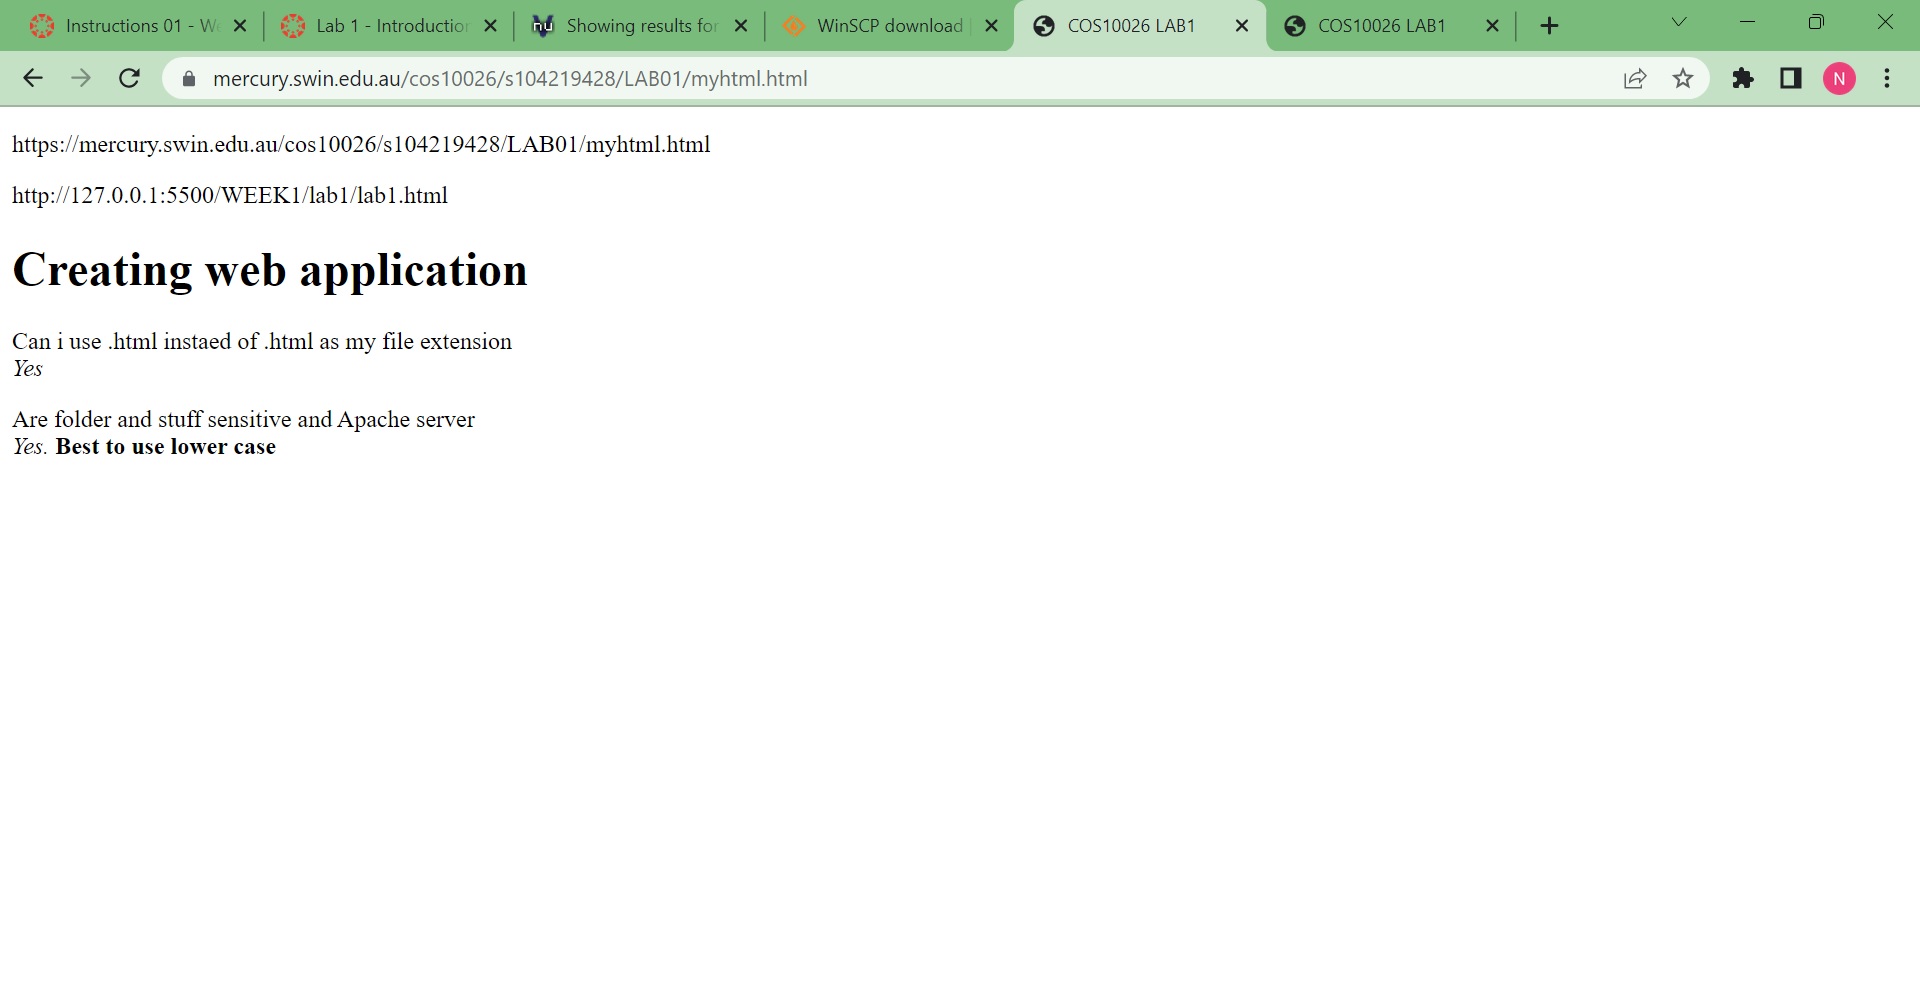 Instructions 01 - We
Lab 1 - Introduction
Showing results for
WinSCP download
COS10026 LAB1
COS10026 LAB1
mercury.swin.edu.au/cos10026/s104219428/LAB01/myhtml.html
N
https://mercury.swin.edu.au/cos10026/s104219428/LAB01/myhtml.html
http://127.0.0.1:5500/WEEK1/lab1/lab1.html
Creating web application
Can i use .html instaed of .html as my file extension
Yes
Are folder and stuff sensitive and Apache server
Yes. Best to use lower case